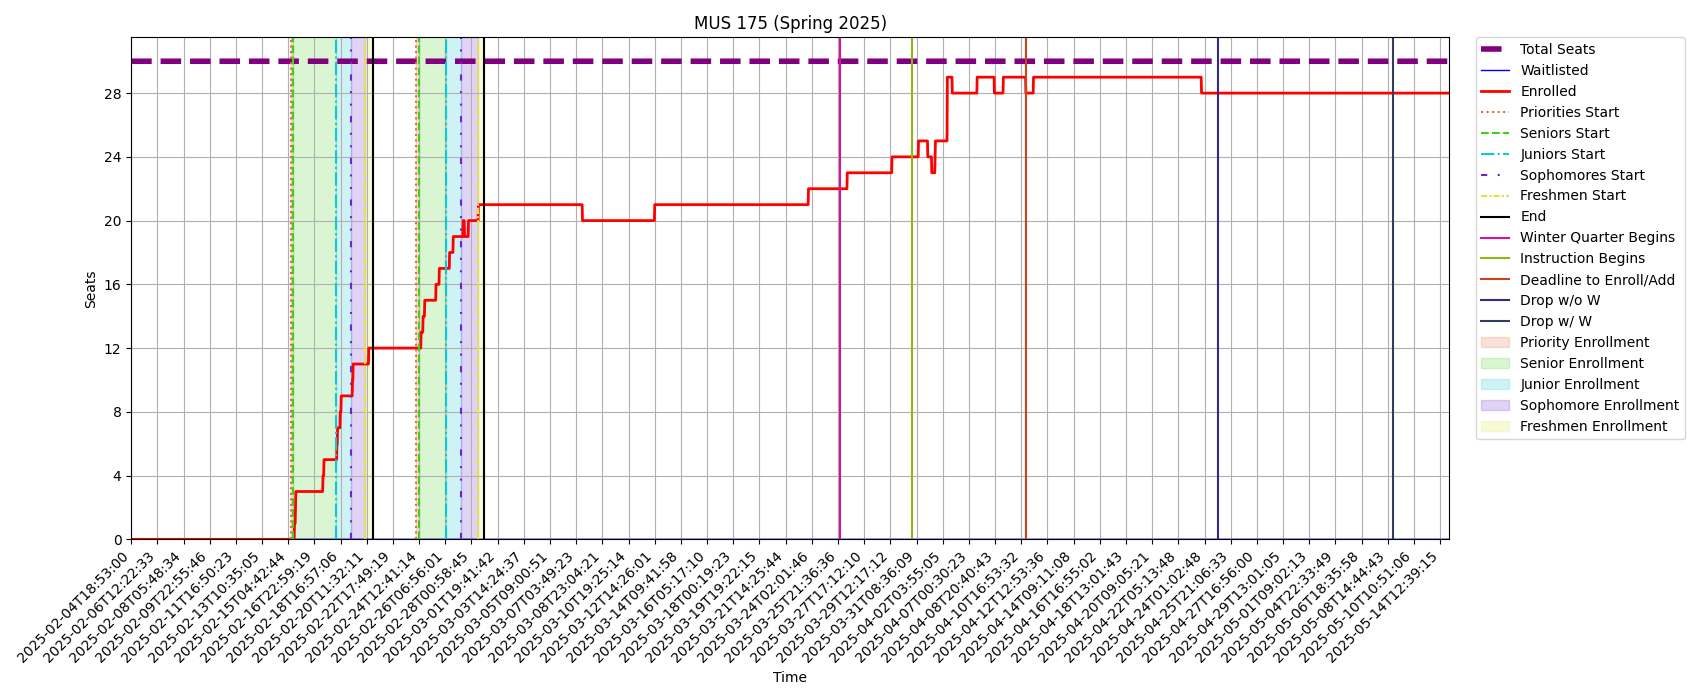 MUS 175 (Spring 2025)
Seats
28
24
20
16
12
8
4
0
2025-02-04T18:53:00
2025-02-06T12:22:33
2025-02-08T05:48:34
2025-02-09T22:55:46
2025-02-11T16:50:23
2025-02-13T10:35:05
2025-02-15T04:42:44
2025-02-16T22:59:19
2025-02-18T16:57:06
2025-02-20T11:32:11
2025-02-22T17:49:19
2025-02-24T12:41:14
2025-02-26T06:56:01
2025-02-28T00:58:45
2025-03-01T19:41:42
2025-03-03T14:24:37
2025-03-05T09:00:51
2025-03-07T03:49:23
2025-03-08T23:04:21
2025-03-10T19:25:14
2025-03-12T14:26:01
2025-03-14T09:41:58
2025-03-16T05:17:10
2025-03-18T00:19:23
2025-03-19T19:22:15
2025-03-21T14:25:44
2025-03-24T02:01:46
2025-03-25T21:36:36
2025-03-27T17:12:10
2025-03-29T12:17:12
2025-03-31T08:36:09
2025-04-02T03:55:05
2025-04-07T00:30:23
2025-04-08T20:40:43
2025-04-10T16:53:32
2025-04-12T12:53:36
2025-04-14T09:11:08
2025-04-16T16:55:02
2025-04-18T13:01:43
2025-04-20T09:05:21
2025-04-22T05:13:48
2025-04-24T01:02:48
2025-04-25T21:06:33
2025-04-27T16:56:00
2025-04-29T13:01:05
2025-05-01T09:02:13
2025-05-04T22:33:49
2025-05-06T18:35:58
2025-05-08T14:44:43
2025-05-10T10:51:06
2025-05-14T12:39:15
Time
Total Seats
Waitlisted
Enrolled
Priorities Start
Seniors Start
Juniors Start
Sophomores Start
Freshmen Start
End
Winter Quarter Begins
Instruction Begins
Deadline to Enroll/Add
Drop w/o W
Drop w/ W
Priority Enrollment
Senior Enrollment
Junior Enrollment
Sophomore Enrollment
Freshmen Enrollment